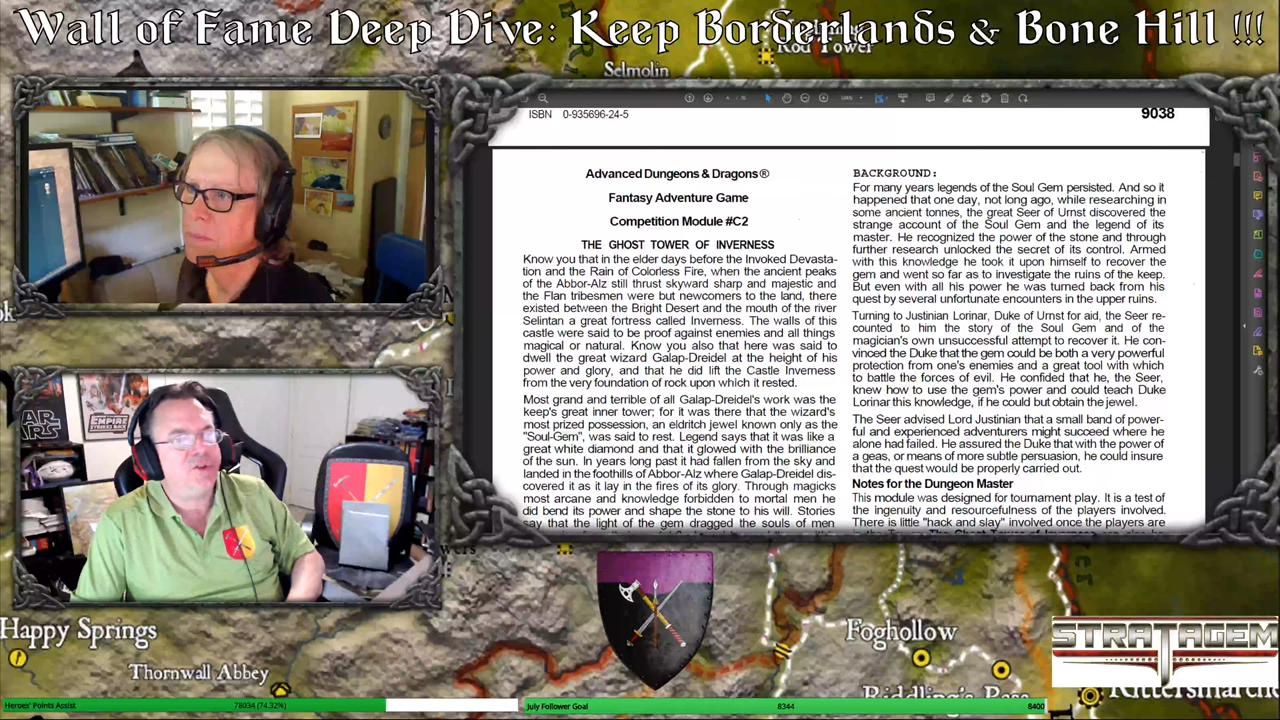 Wall of Fame Deep Dive: Keep Borderlands & Bone Hill !!!
Rod Tower
Selmolin
ISBN 0-935696-24-5
9038
Advanced Dungeons & Dragons®
Fantasy Adventure Game
Competition Module #C2
THE GHOST TOWER OF INVERNESS
Know you that in the elder days before the Invoked Devasta-
tion and the Rain of Colorless Fire, when the ancient peaks
of the Abbor-Alz still thrust skyward sharp and majestic and
the Flan tribesmen were but newcomers to the land, there
existed between the Bright Desert and the mouth of the river
Selintan a great fortress called Inverness. The walls of this
castle were said to be proof against enemies and all things
magical or natural. Know you also that here was said to
dwell the great wizard Galap-Dreidel at the height of his
power and glory, and that he did lift the Castle Inverness
from the very foundation of rock upon which it rested.
Most grand and terrible of all Galap-Dreidel's work was the
keep's great inner tower; for it was there that the wizard's
most prized possession, an eldritch jewel known only as the
"Soul-Gem", was said to rest. Legend says that it was like a
great white diamond and that it glowed with the brilliance
of the sun. In years long past it had fallen from the sky and
landed in the foothills of Abbor-Alz where Galap-Dreidel dis-
covered it as it lay in the fires of its glory. Through magicks
most arcane and knowledge forbidden to mortal men he
did bend its power and shape the stone to his will. Stories
say that the light of the gem dragged the souls of men
BACKGROUND:
For many years legends of the Soul Gem persisted. And so it
happened that one day, not long ago, while researching in
some ancient tonnes, the great Seer of Urnst discovered the
strange account of the Soul Gem and the legend of its
master. He recognized the power of the stone and through
further research unlocked the secret of its control. Armed
with this knowledge he took it upon himself to recover the
gem and went so far as to investigate the ruins of the keep.
But even with all his power he was turned back from his
quest by several unfortunate encounters in the upper ruins.
Turning to Justinian Lorinar, Duke of Urnst for aid, the Seer re-
counted to him the story of the Soul Gem and of the
magician's own unsuccessful attempt to recover it. He con-
vinced the Duke that the gem could be both a very powerful
protection from one's enemies and a great tool with which
to battle the forces of evil. He confided that he, the Seer,
knew how to use the gem's power and could teach Duke
Lorinar this knowledge, if he could but obtain the jewel.
The Seer advised Lord Justinian that a small band of power-
ful and experienced adventurers might succeed where he
alone had failed. He assured the Duke that with the power of
a geas, or means of more subtle persuasion, he could insure
that the quest would be properly carried out.
Notes for the Dungeon Master
This module was designed for tournament play. It is a test of
the ingenuity and resourcefulness of the players involved.
There is little "hack and slay" involved once the players are
STAR
WARS
EMPIRE
STRIKES
BACK
Happy Springs
Thornwall Abbey
Foghollow
STRATAGEM
Heroes' Points Assist
78034 (74.32%)
July Follower Goal
8344
8400